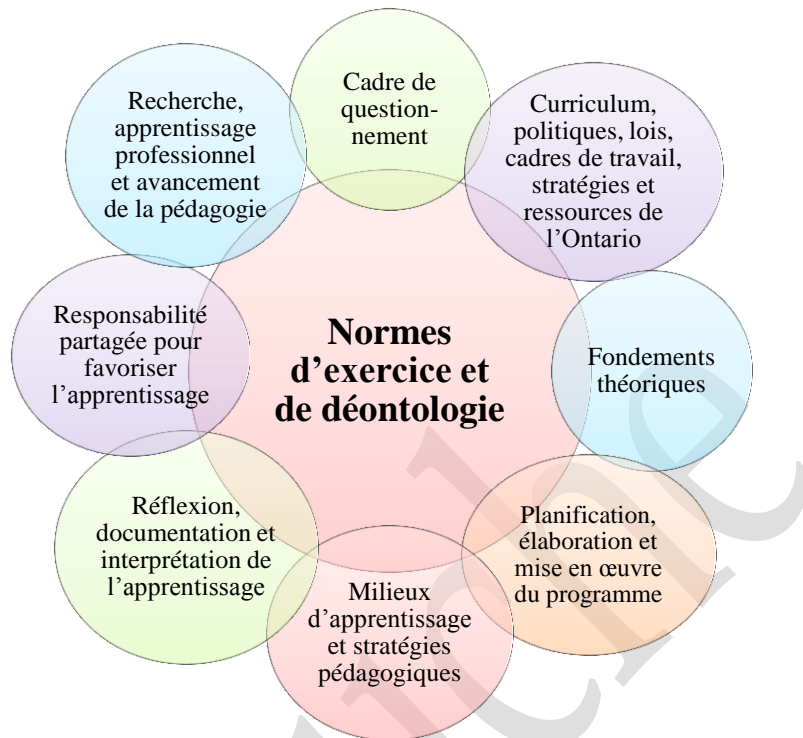 Cadre de
question-
nement
Curriculum,
politiques, lois,
cadres de travail,
stratégies et
ressources de
l’Ontario
Fondements
théoriques
Planification,
élaboration et
mise en œuvre
du programme
Milieux
d’apprentissage
et stratégies
pédagogiques
Réflexion,
documentation et
interprétation de
l’apprentissage
Responsabilité
partagée pour
favoriser
l’apprentissage
Recherche,
apprentissage
professionnel
et avancement
de la pédagogie
Normes
d’exercice et
de déontologie